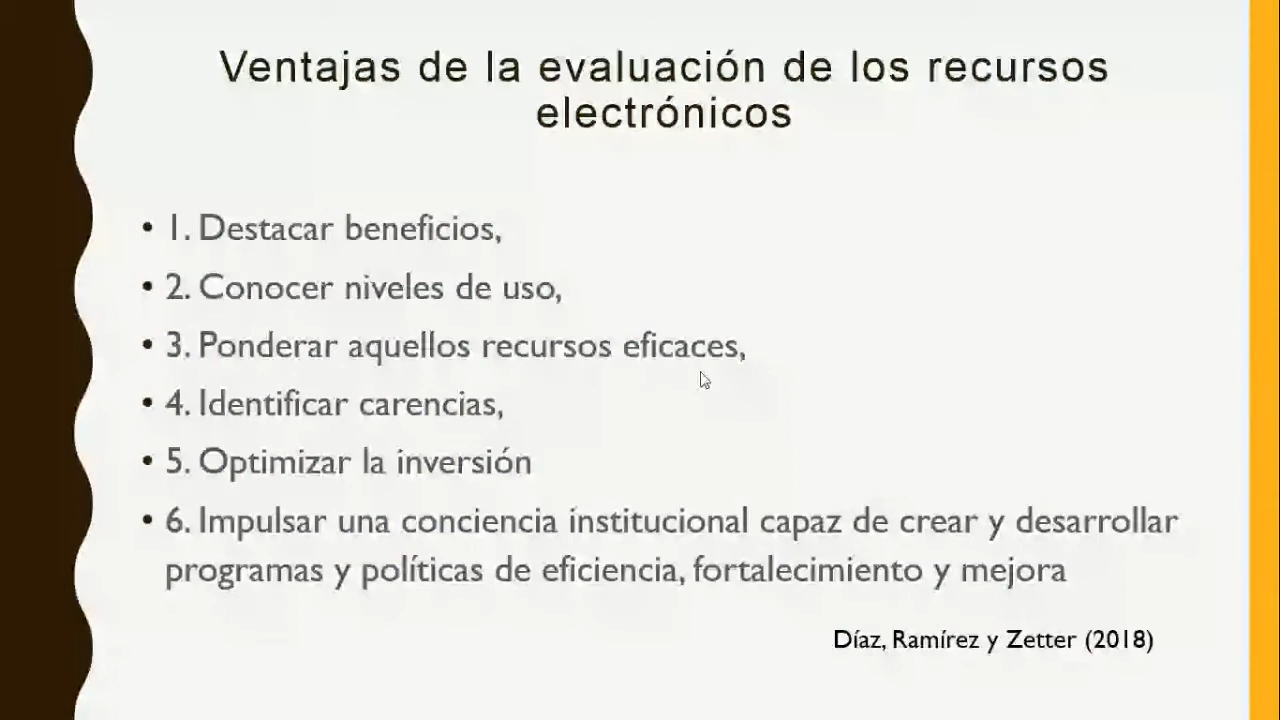 Ventajas de la evaluación de los recursos
electrónicos
• 1. Destacar beneficios,
• 2. Conocer niveles de uso,
• 3. Ponderar aquellos recursos eficaces,
• 4. Identificar carencias,
• 5. Optimizar la inversión
• 6. Impulsar una conciencia institucional capaz de crear y desarrollar
programas y políticas de eficiencia, fortalecimiento y mejora
Díaz, Ramírez y Zetter (2018)